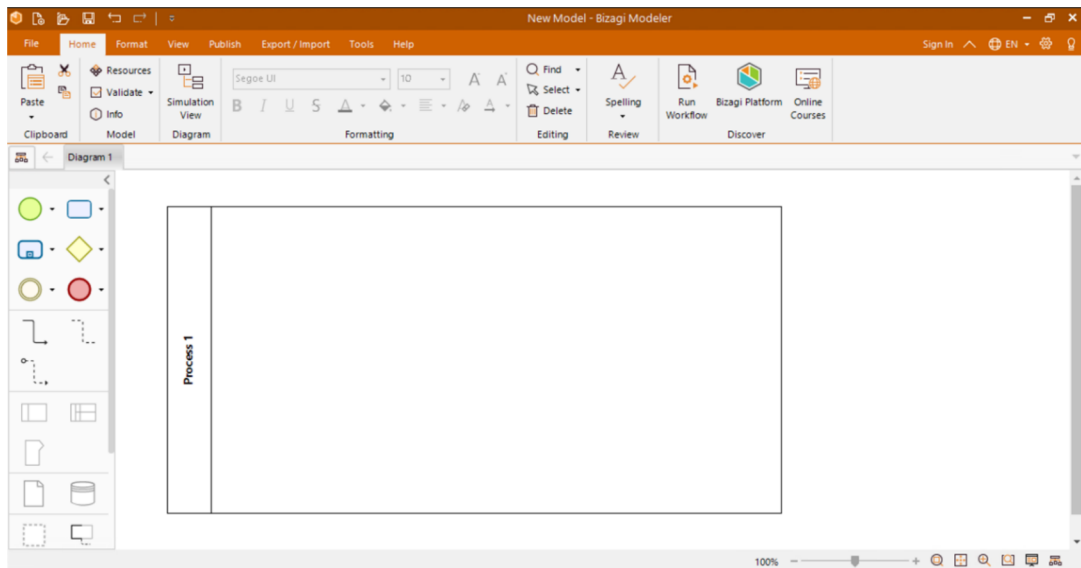 New Model - Bizagi Modeler
File Home Format View Publish Export / Import Tools Help Sign In EN
Paste
Clipboard
Resources
Validate
Info
Model
Simulation
View
Diagram
Segoe UI 10
B I U S A
Formatting
Find
Select
Delete
Editing
Spelling
Review
Run
Workflow
Bizagi Platform
Online
Courses
Discover
Diagram 1
Process 1
100%